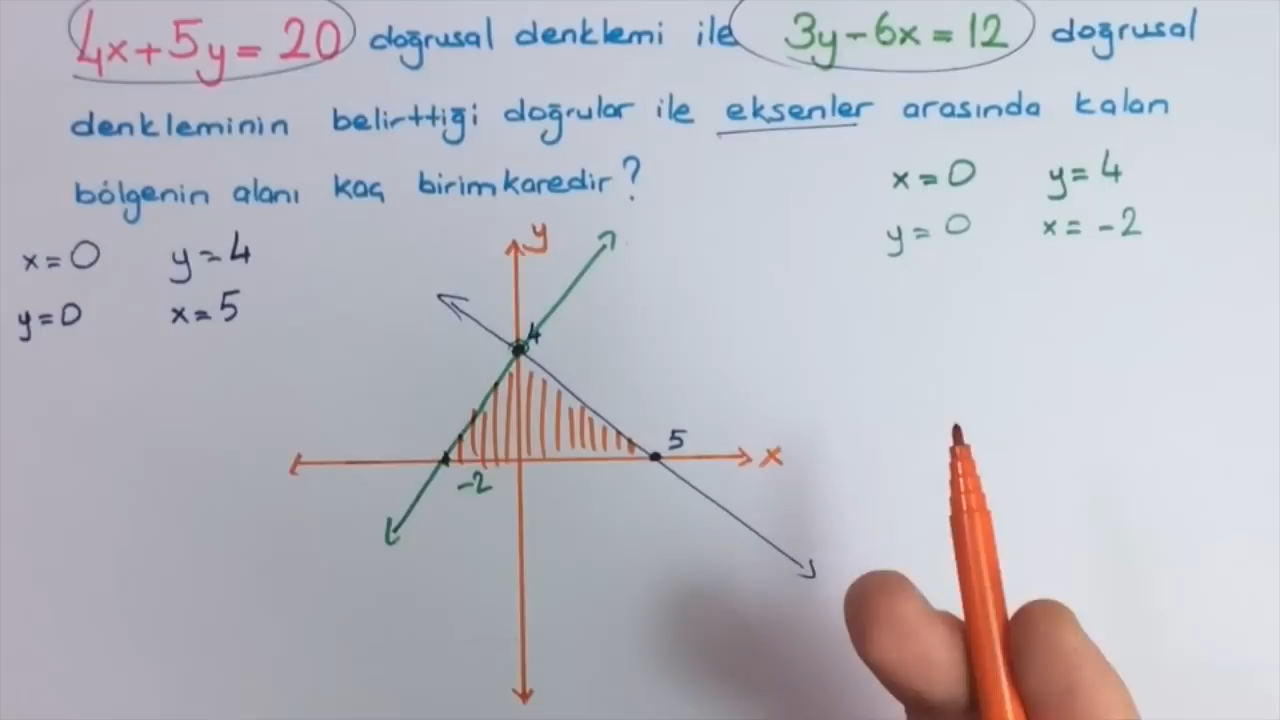 4x+5y=20 doğrusal denklemi ile 3y-6x=12 doğrusal
denkleminin belirttiği doğrular ile eksenler arasında kalan
bölgenin alanı kaç birimkaredir?
x=0 y=4
y=0 x=-2
x=0 y=4
y=0 x=5
y
4
5
x
-2